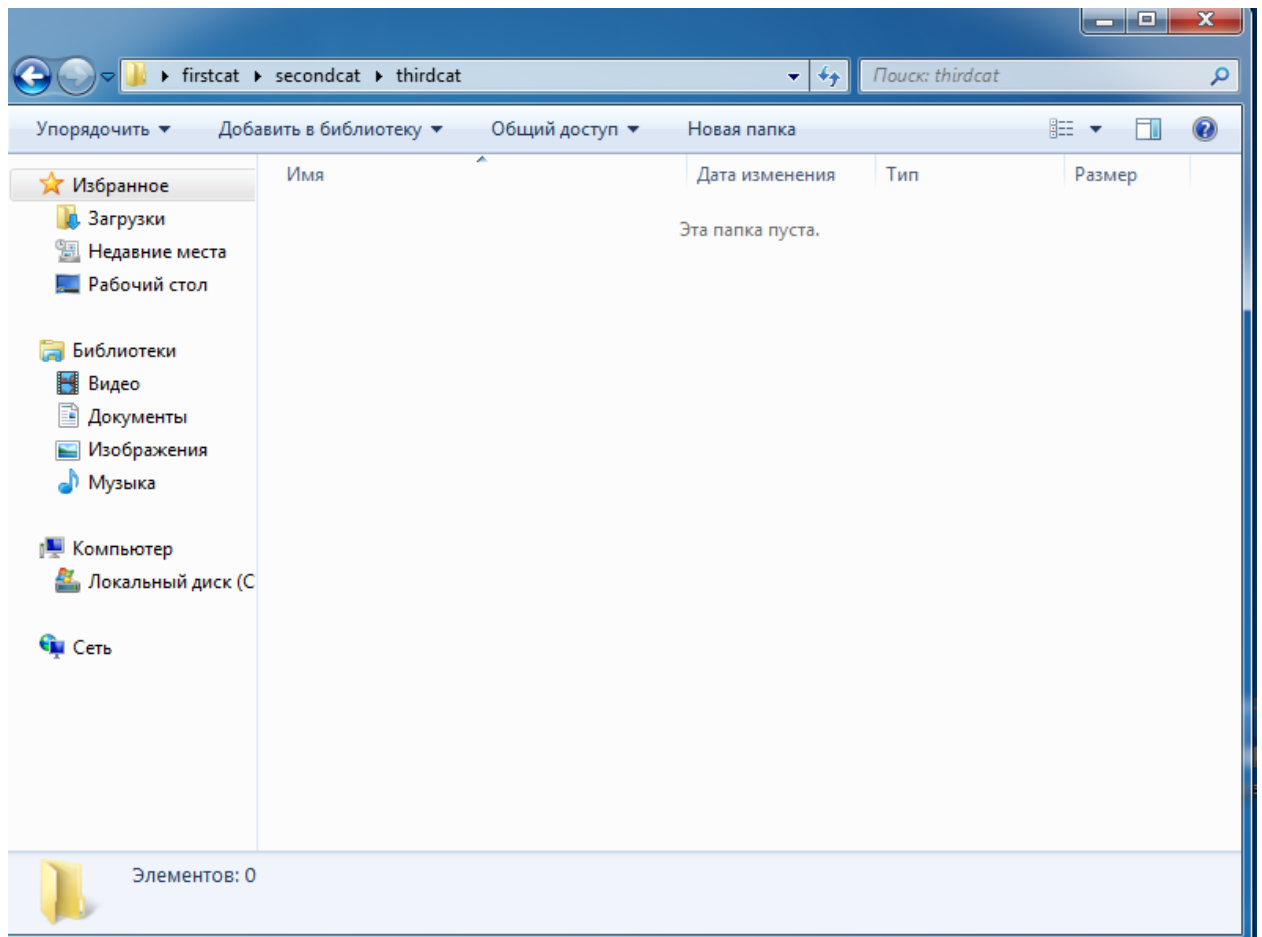 firstcat secondcat thirdcat
Поиск: thirdcat
Упорядочить Добавить в библиотеку Общий доступ Новая папка
Избранное
Загрузки
Недавние места
Рабочий стол
Библиотеки
Видео
Документы
Изображения
Музыка
Компьютер
Локальный диск (C
Сеть
Имя Дата изменения Тип Размер
Эта папка пуста.
Элементов: 0